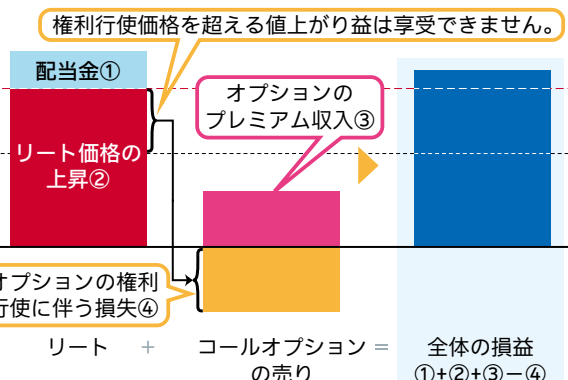 権利行使価格を超える値上がり益は享受できません。
配当金①
オプションの
プレミアム収入③
リート価格の
上昇②
オプションの権利
行使に伴う損失④
リート + コールオプション = 全体の損益
の売り ①+②+③－④